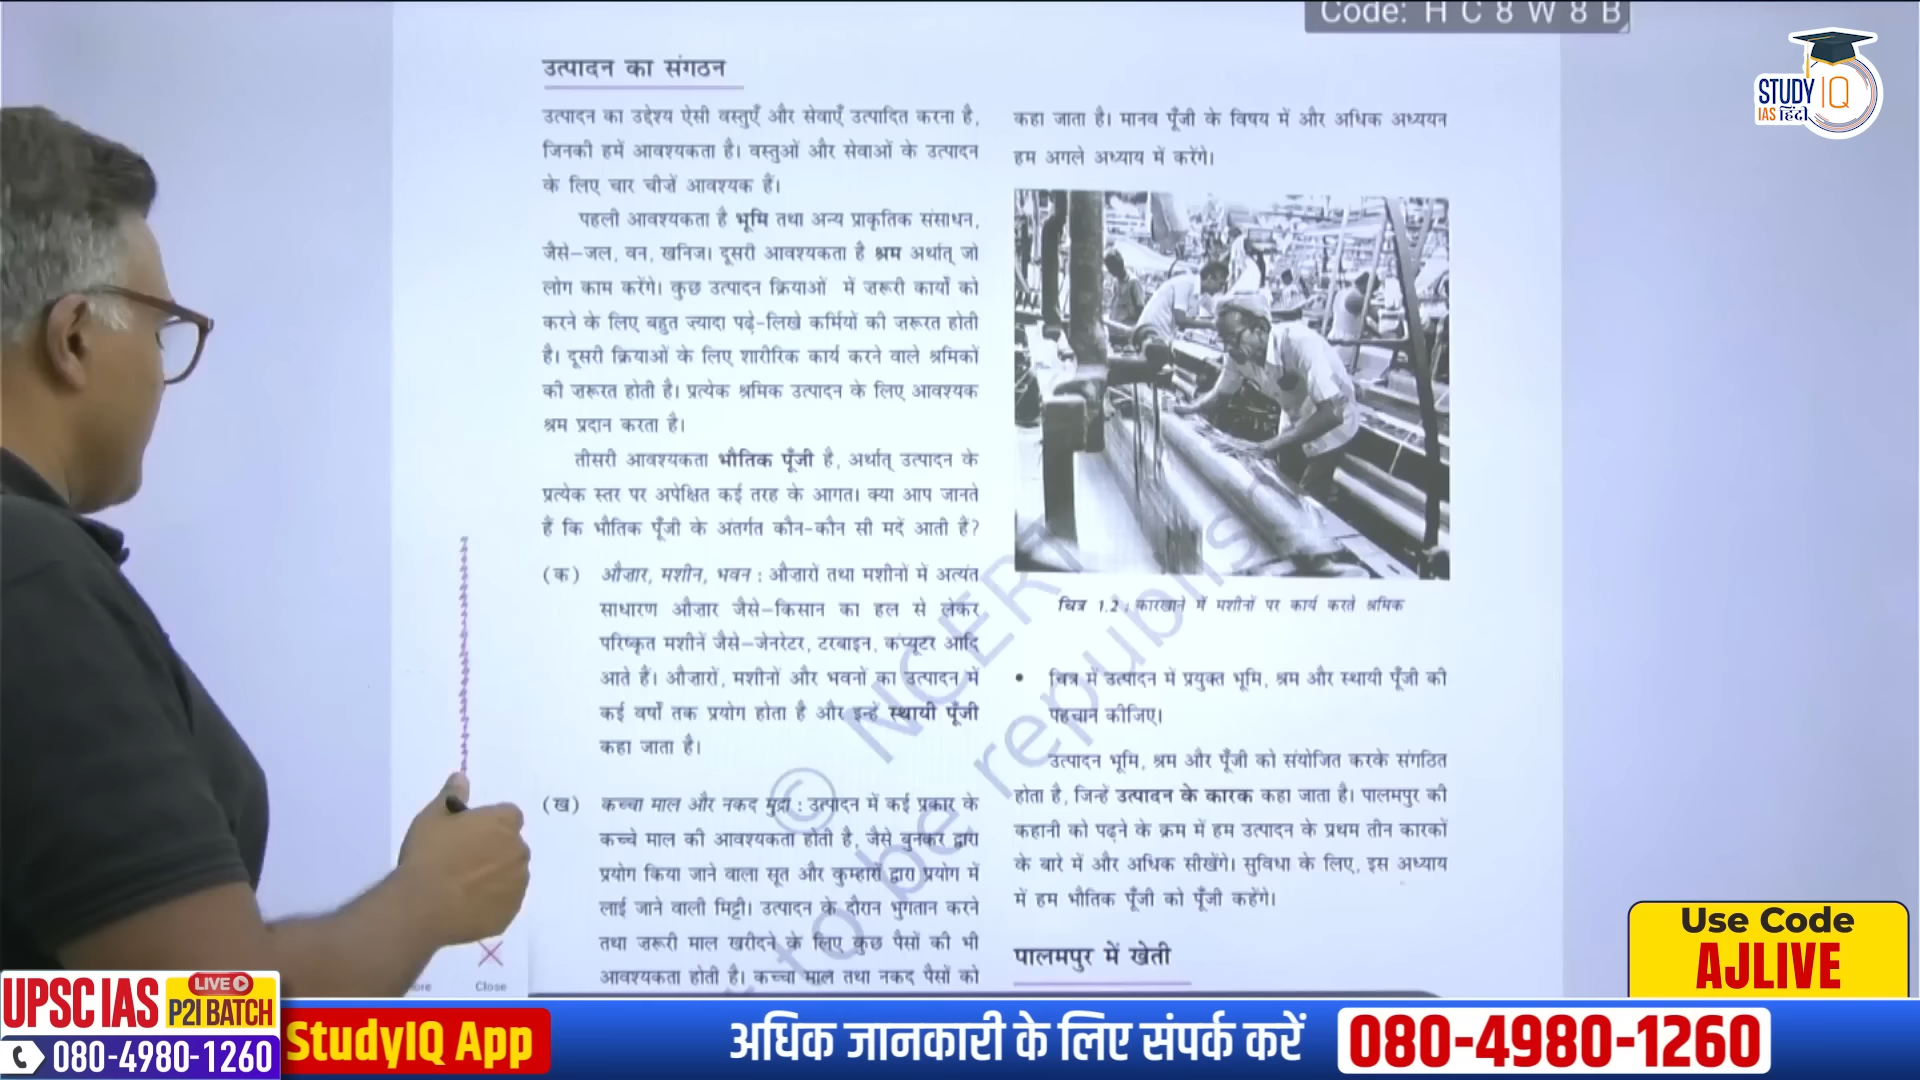 Code: H C 8 W 8 B
STUDY IQ
IAS हिंदी
उत्पादन का संगठन
उत्पादन का उद्देश्य ऐसी वस्तुएँ और सेवाएँ उत्पादित करना है,
जिनकी हमें आवश्यकता है। वस्तुओं और सेवाओं के उत्पादन
के लिए चार चीजें आवश्यक हैं।
पहली आवश्यकता है भूमि तथा अन्य प्राकृतिक संसाधन,
जैसे–जल, वन, खनिज। दूसरी आवश्यकता है श्रम अर्थात् जो
लोग काम करेंगे। कुछ उत्पादन क्रियाओं में ज़रूरी कार्यों को
करने के लिए बहुत ज्यादा पढ़े-लिखे कर्मियों की ज़रूरत होती
है। दूसरी क्रियाओं के लिए शारीरिक कार्य करने वाले श्रमिकों
की ज़रूरत होती है। प्रत्येक श्रमिक उत्पादन के लिए आवश्यक
श्रम प्रदान करता है।
तीसरी आवश्यकता भौतिक पूँजी है, अर्थात् उत्पादन के
प्रत्येक स्तर पर अपेक्षित कई तरह के आगत। क्या आप जानते
हैं कि भौतिक पूँजी के अंतर्गत कौन-कौन सी मदें आती हैं?
(क) औज़ार, मशीन, भवन : औज़ारों तथा मशीनों में अत्यंत
साधारण औज़ार जैसे–किसान का हल से लेकर
परिष्कृत मशीनें जैसे–जेनरेटर, टरबाइन, कंप्यूटर आदि
आते हैं। औज़ारों, मशीनों और भवनों का उत्पादन में
कई वर्षों तक प्रयोग होता है और इन्हें स्थायी पूँजी
कहा जाता है।
(ख) कच्चा माल और नकद मुद्रा : उत्पादन में कई प्रकार के
कच्चे माल की आवश्यकता होती है, जैसे बुनकर द्वारा
प्रयोग किया जाने वाला सूत और कुम्हारों द्वारा प्रयोग में
लाई जाने वाली मिट्टी। उत्पादन के दौरान भुगतान करने
तथा ज़रूरी माल खरीदने के लिए कुछ पैसों की भी
आवश्यकता होती है। कच्चा माल तथा नकद पैसों को
कहा जाता है। मानव पूँजी के विषय में और अधिक अध्ययन
हम अगले अध्याय में करेंगे।
चित्र 1.2 : कारखाने में मशीनों पर कार्य करते श्रमिक
• चित्र में उत्पादन में प्रयुक्त भूमि, श्रम और स्थायी पूँजी की
पहचान कीजिए।
उत्पादन भूमि, श्रम और पूँजी को संयोजित करके संगठित
होता है, जिन्हें उत्पादन के कारक कहा जाता है। पालमपुर की
कहानी को पढ़ने के क्रम में हम उत्पादन के प्रथम तीन कारकों
के बारे में और अधिक सीखेंगे। सुविधा के लिए, इस अध्याय
में हम भौतिक पूँजी को पूँजी कहेंगे।
पालमपुर में खेती
© NCERT
to be republis
Close
Use Code
AJLIVE
UPSC IAS LIVE
P2I BATCH
080-4980-1260
StudyIQ App
अधिक जानकारी के लिए संपर्क करें
080-4980-1260